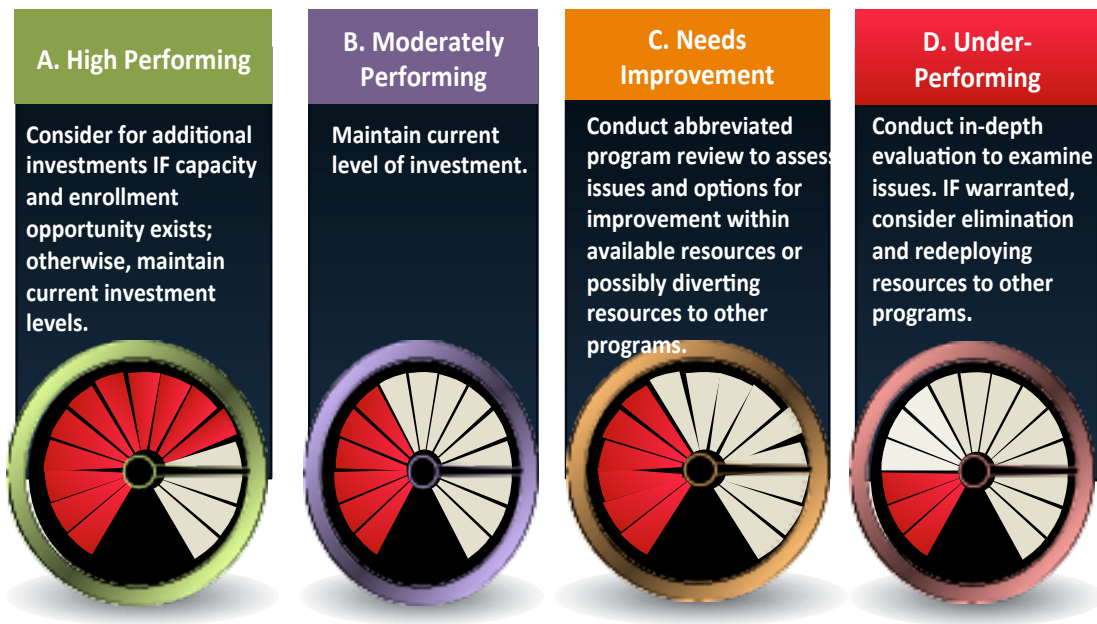 A. High Performing
Consider for additional
investments IF capacity
and enrollment
opportunity exists;
otherwise, maintain
current investment
levels.
B. Moderately
Performing
Maintain current
level of investment.
C. Needs
Improvement
Conduct abbreviated
program review to assess
issues and options for
improvement within
available resources or
possibly diverting
resources to other
programs.
D. Under-
Performing
Conduct in-depth
evaluation to examine
issues. IF warranted,
consider elimination
and redeploying
resources to other
programs.